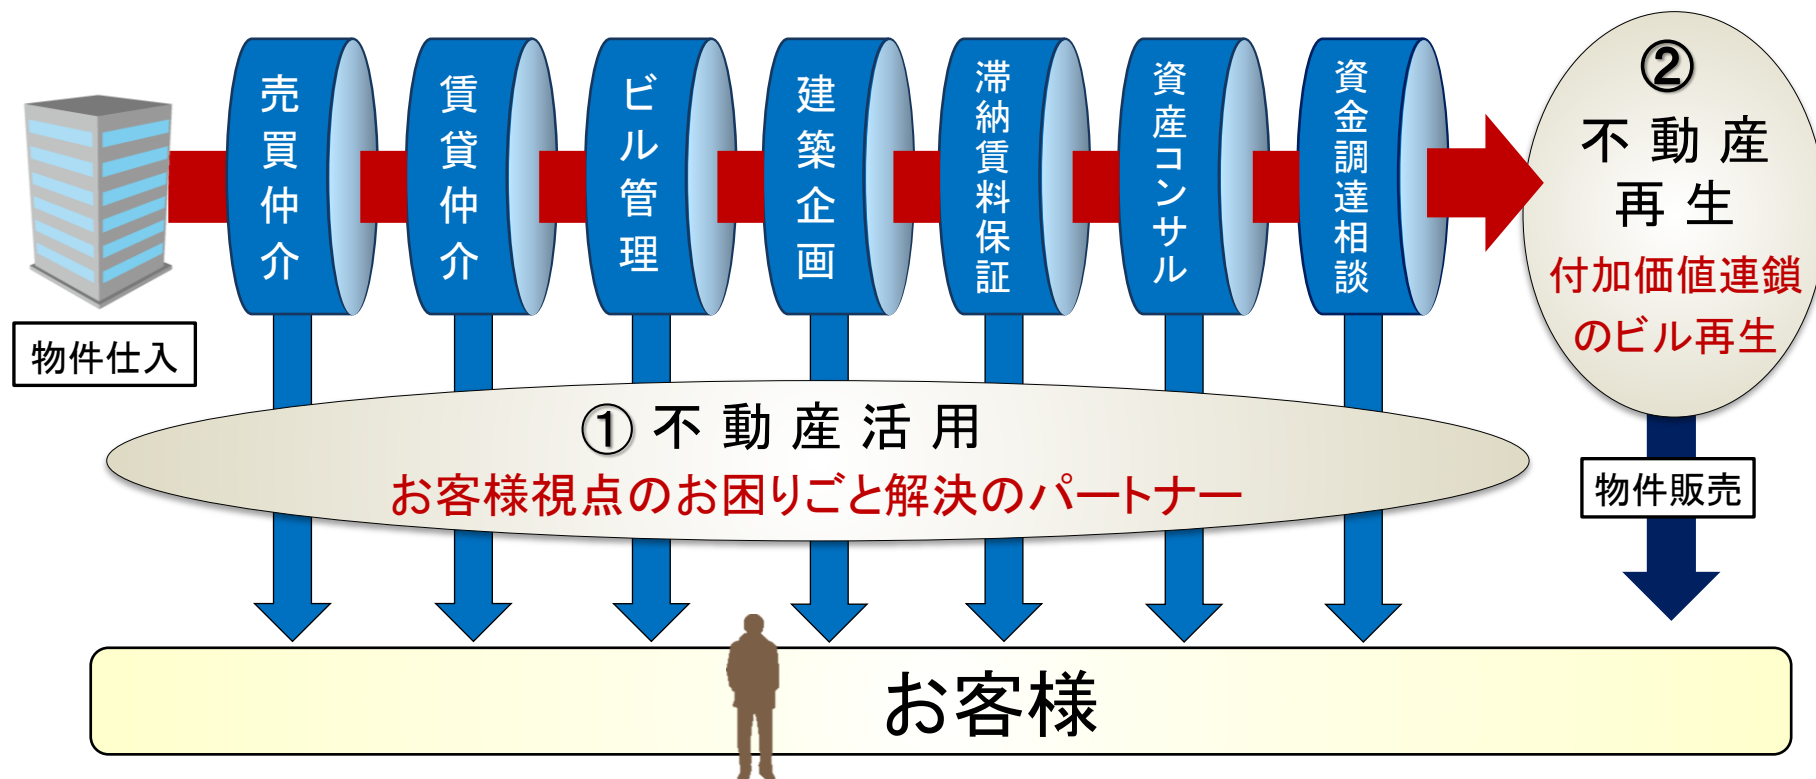 物件仕入
売買仲介
賃貸仲介
ビル管理
建築企画
滞納賃料保証
資産コンサル
資金調達相談
②
不動産
再生
付加価値連鎖
のビル再生
①不動産活用
お客様視点のお困りごと解決のパートナー
物件販売
お客様